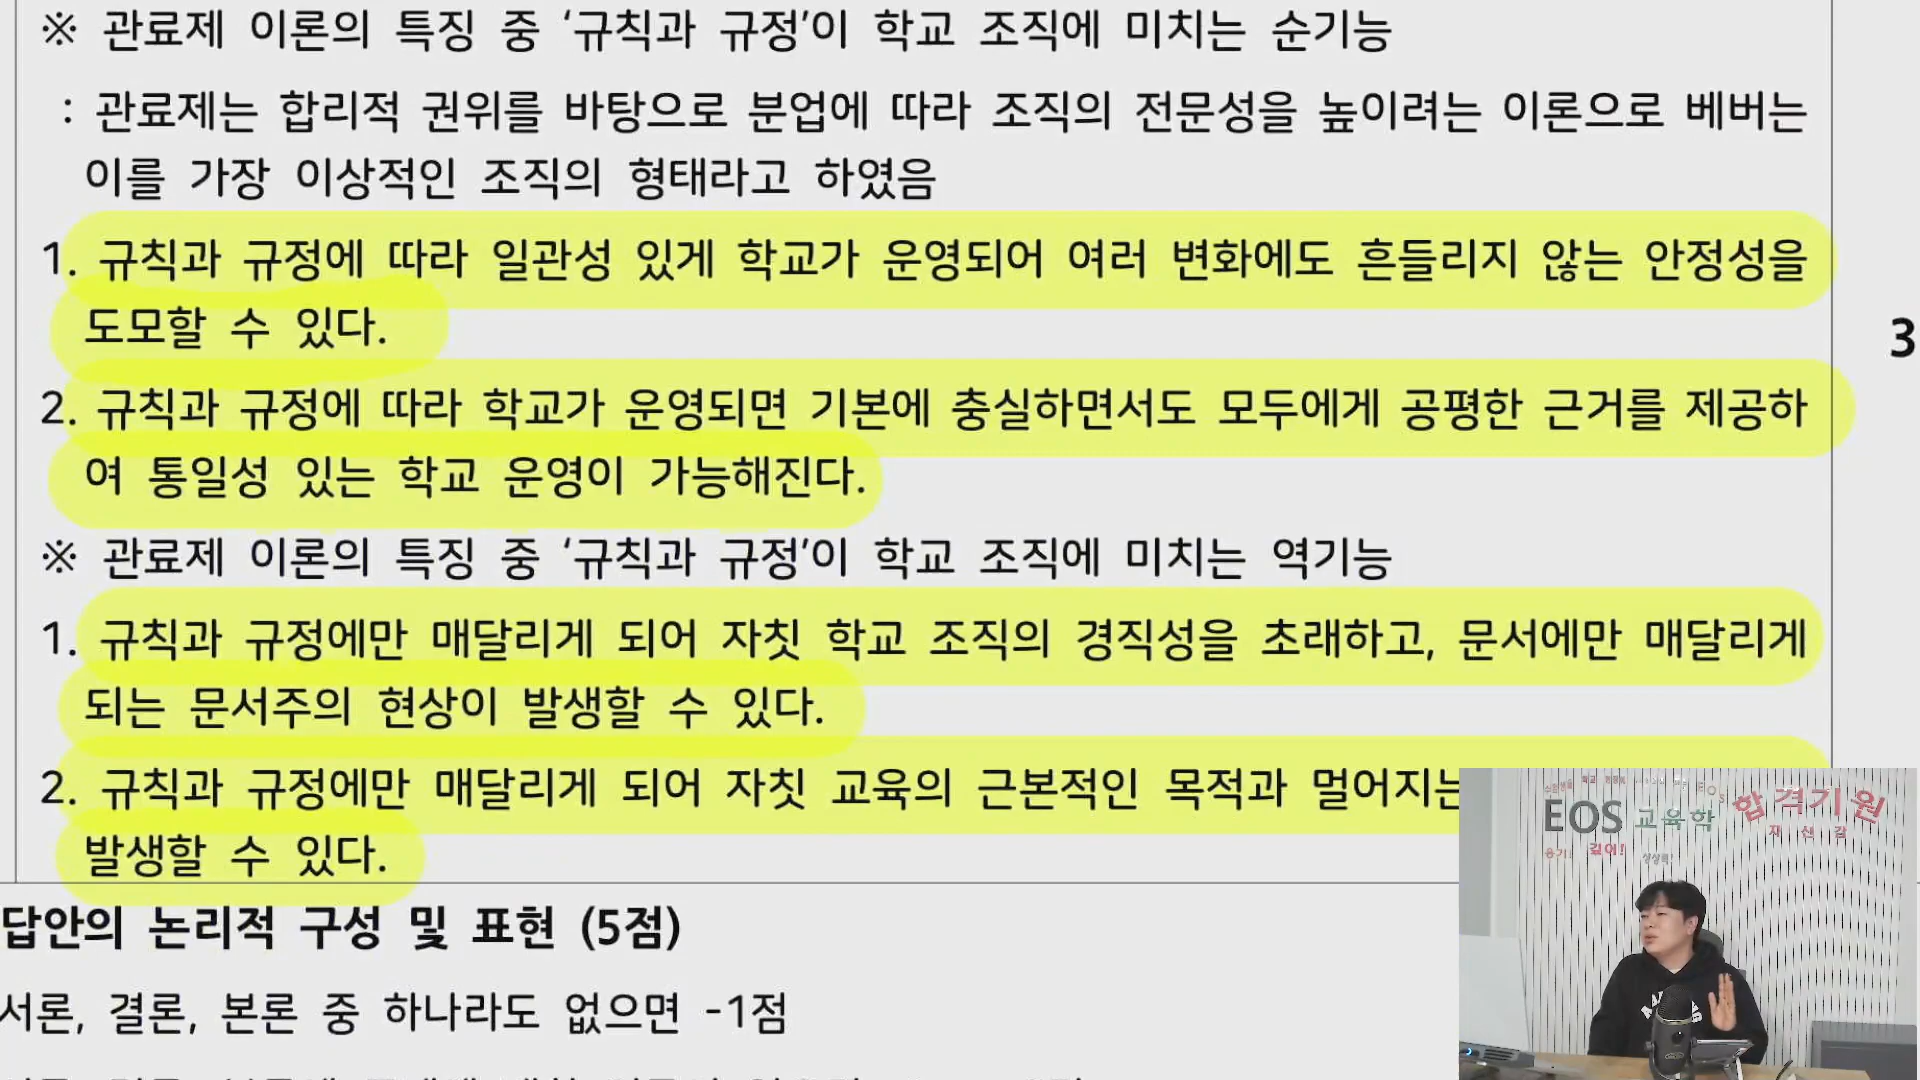 ※ 관료제 이론의 특징 중 ‘규칙과 규정’이 학교 조직에 미치는 순기능
: 관료제는 합리적 권위를 바탕으로 분업에 따라 조직의 전문성을 높이려는 이론으로 베버는
이를 가장 이상적인 조직의 형태라고 하였음
1. 규칙과 규정에 따라 일관성 있게 학교가 운영되어 여러 변화에도 흔들리지 않는 안정성을
도모할 수 있다.
3
2. 규칙과 규정에 따라 학교가 운영되면 기본에 충실하면서도 모두에게 공평한 근거를 제공하
여 통일성 있는 학교 운영이 가능해진다.
※ 관료제 이론의 특징 중 ‘규칙과 규정’이 학교 조직에 미치는 역기능
1. 규칙과 규정에만 매달리게 되어 자칫 학교 조직의 경직성을 초래하고, 문서에만 매달리게
되는 문서주의 현상이 발생할 수 있다.
2. 규칙과 규정에만 매달리게 되어 자칫 교육의 근본적인 목적과 멀어지는
발생할 수 있다.
답안의 논리적 구성 및 표현 (5점)
서론, 결론, 본론 중 하나라도 없으면 -1점
EOS 교육학 합격기원
자신감
용기! 깊이!